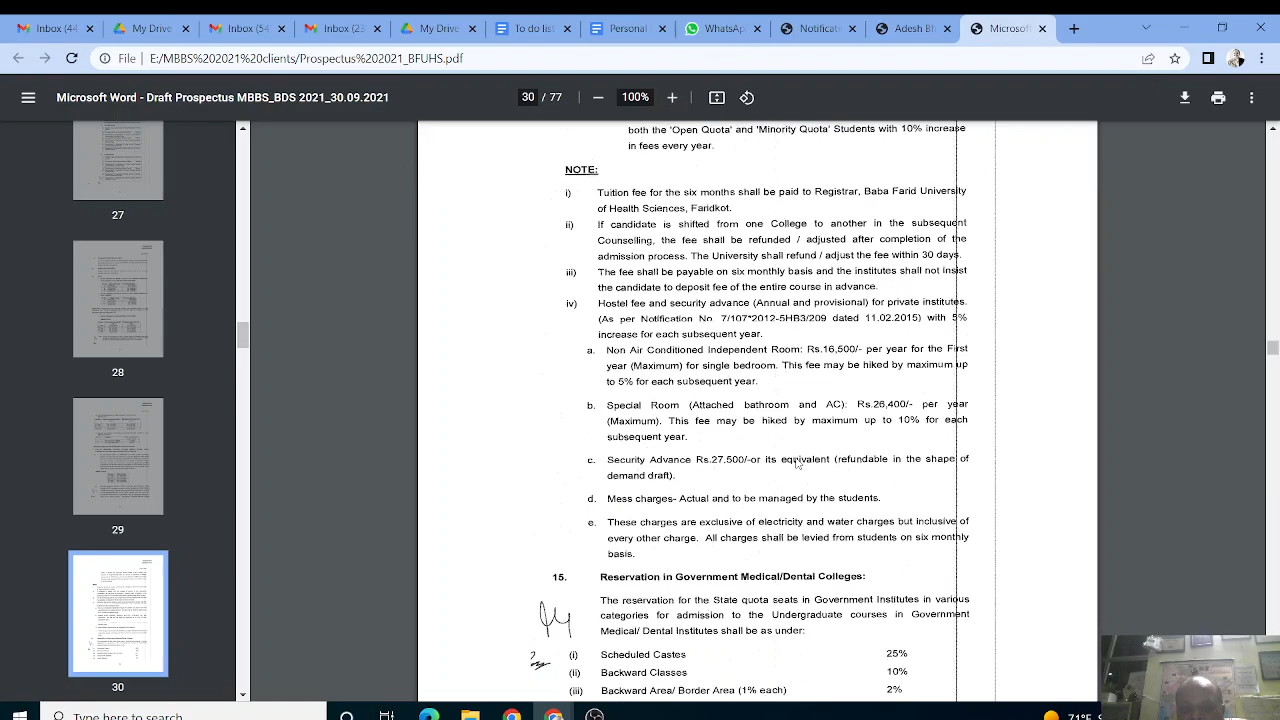 Inbox (44
My Drive
Inbox (54
Inbox (23
My Drive
To do list
Personal
WhatsApp
Notificati
Adesh Bh
Microsoft
File | E:/MBBS%202021%20clients/Prospectus%202021_BFUHS.pdf
Microsoft Word - Draft Prospectus MBBS_BDS 2021_30.09.2021
30 / 77
100%
27
28
29
30
both the 'Open Quota' and 'Minority Quota' Students with 10% increase
in fees every year.
NOTE:
i) Tuition fee for the six months shall be paid to Registrar, Baba Farid University
of Health Sciences, Faridkot.
ii) If candidate is shifted from one College to another in the subsequent
Counselling, the fee shall be refunded / adjusted after completion of the
admission process. The University shall refund / adjust the fee within 30 days.
iii) The fee shall be payable on six monthly basis and the institutes shall not insist
the candidate to deposit fee of the entire course in advance.
iv) Hostel fee and security advance (Annual and provisional) for private institutes.
(As per Notification No. 7/107*2012-5HB3/209 dated 11.02.2015) with 5%
increase for each subsequent year.
a. Non Air Conditioned Independent Room: Rs.16,500/- per year for the First
year (Maximum) for single bedroom. This fee may be hiked by maximum up
to 5% for each subsequent year.
b. Special Room (Attached bathroom and AC): Rs.26,400/- per year
(Maximum). This fee may be hiked by maximum up to 10% for each
subsequent year.
c. Security Advance Rs.27,500/-or its equivalent (refundable in the shape of
demand draft).
d. Mess charges- Actual and to be managed by the students.
e. These charges are exclusive of electricity and water charges but inclusive of
every other charge. All charges shall be levied from students on six monthly
basis.
15. Reservation in Government Medical/Dental Colleges:
The reservation for the State quota seats in Government Institutes in various
categories for admission to the Undergraduate courses in Government
Medical/Dental Institutes shall be as under:
(i) Scheduled Castes 25%
(ii) Backward Classes 10%
(iii) Backward Area/ Border Area (1% each) 2%
Type here to search
71°F